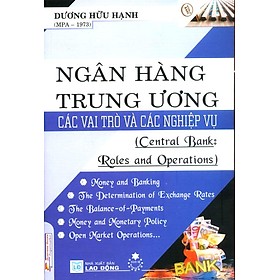 DƯƠNG HỮU HẠNH
(MPA - 1973)
NGÂN HÀNG
TRUNG ƯƠNG
CÁC VAI TRÒ VÀ CÁC NGHIỆP VỤ
(Central Bank:
Roles and Operations)
Money and Banking
The Determination of Exchange Rates
The Balance-of-Payments
Money and Monetary Policy
Open Market Operations...
BANK
NHÀ XUẤT BẢN
LAO ĐỘNG